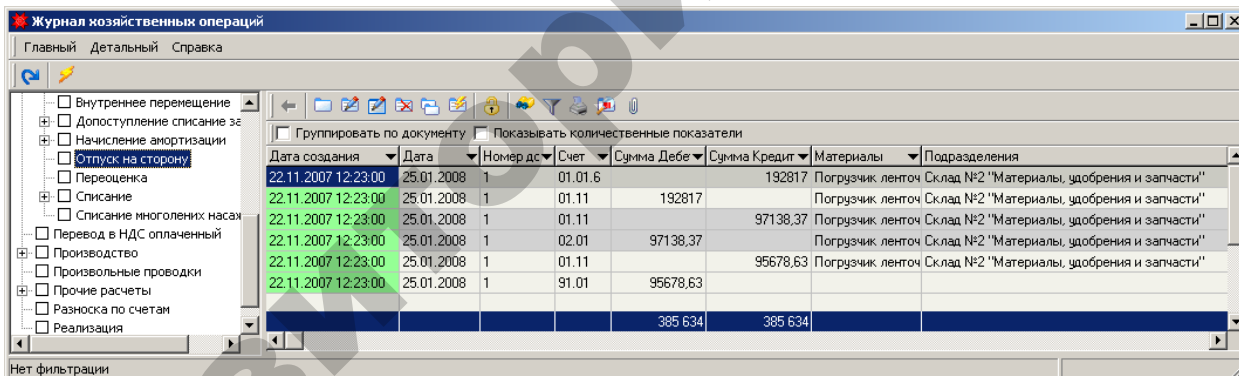 Журнал хозяйственных операций
Главный Детальный Справка
Внутреннее перемещение
Допоступление списание за
Начисление амортизации
Отпуск на сторону
Переоценка
Списание
Списание многолених насаж
Перевод в НДС оплаченный
Производство
Произвольные проводки
Прочие расчеты
Разноска по счетам
Реализация
Группировать по документу Показывать количественные показатели
Дата создания Дата Номер дс Счет Сумма Дебе Сумма Кредит Материалы Подразделения
22.11.2007 12:23:00 25.01.2008 1 01.01.6 192817 Погрузчик ленточ Склад №2 "Материалы, удобрения и запчасти"
22.11.2007 12:23:00 25.01.2008 1 01.11 192817 Погрузчик ленточ Склад №2 "Материалы, удобрения и запчасти"
22.11.2007 12:23:00 25.01.2008 1 01.11 97138,37 Погрузчик ленточ Склад №2 "Материалы, удобрения и запчасти"
22.11.2007 12:23:00 25.01.2008 1 02.01 97138,37 Погрузчик ленточ Склад №2 "Материалы, удобрения и запчасти"
22.11.2007 12:23:00 25.01.2008 1 01.11 95678,63 Погрузчик ленточ Склад №2 "Материалы, удобрения и запчасти"
22.11.2007 12:23:00 25.01.2008 1 91.01 95678,63
385 634 385 634
Нет фильтрации